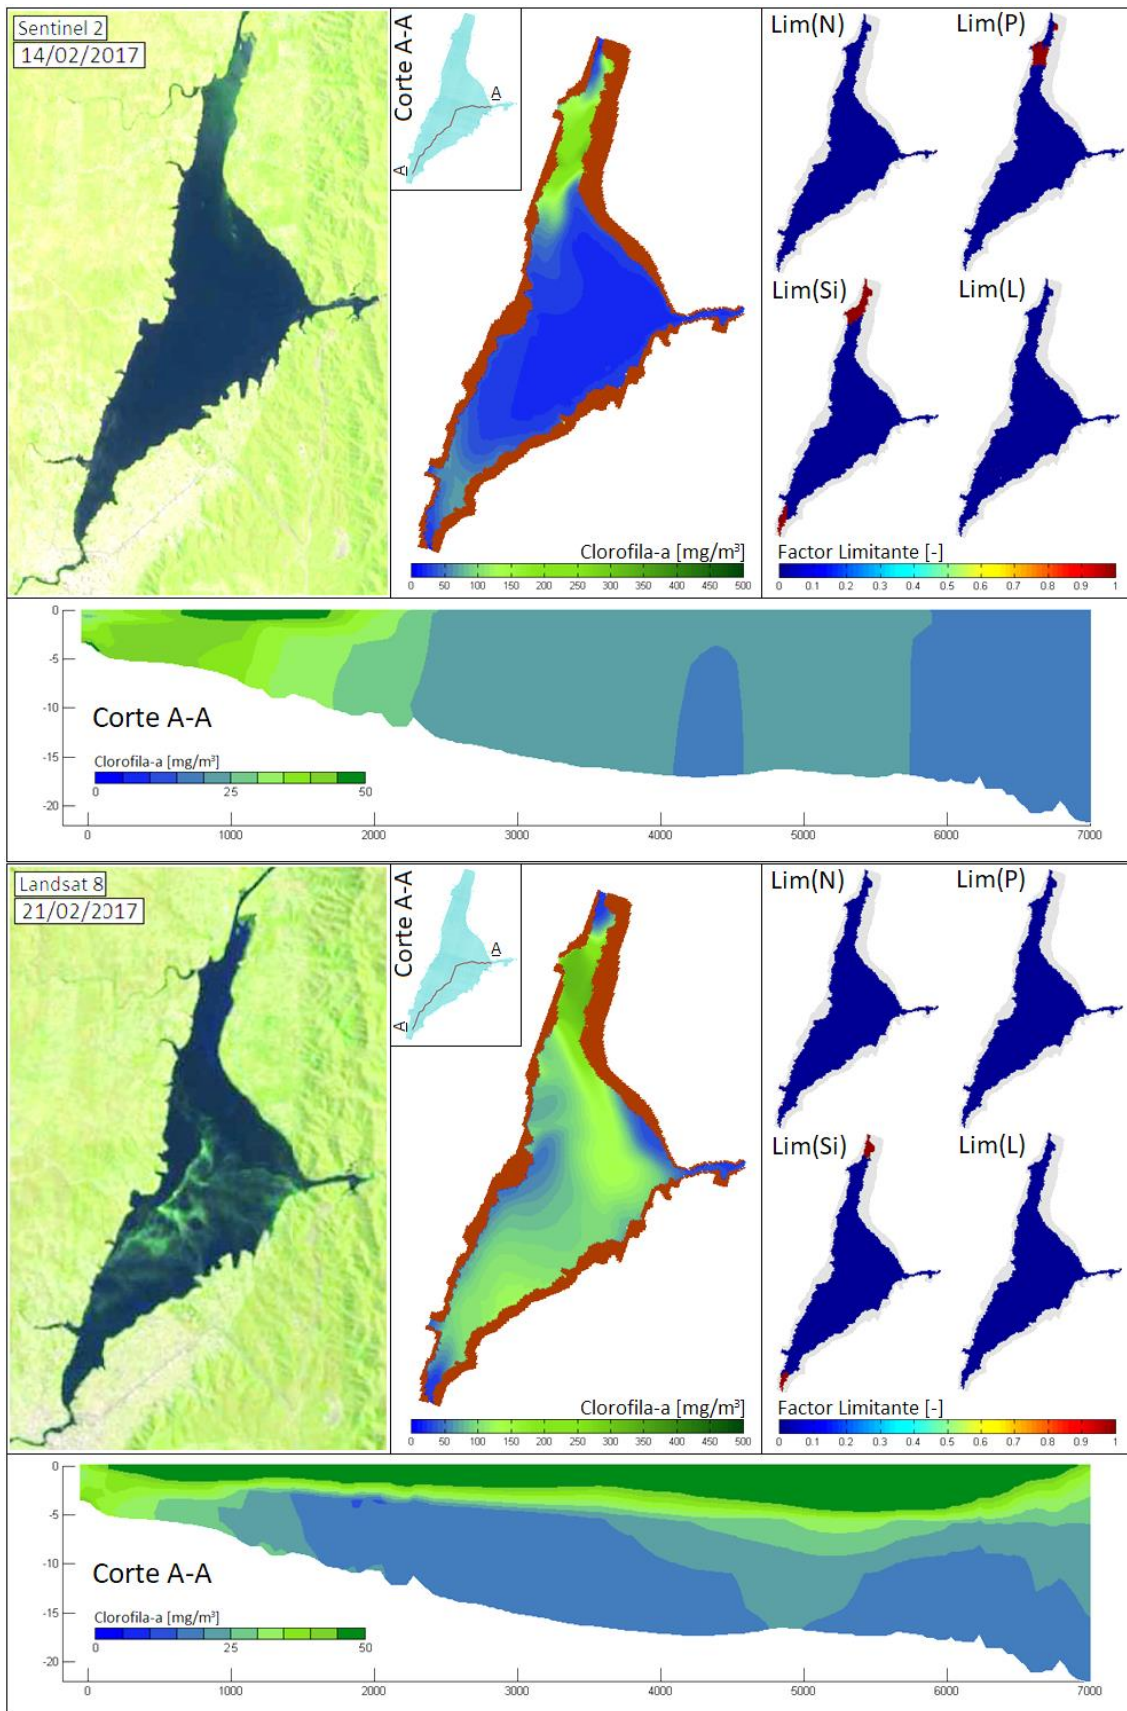 Sentinel 2
14/02/2017
Corte A-A
A
A
Clorofila-a [mg/m³]
0 50 100 150 200 250 300 350 400 450 500
Lim(N)
Lim(P)
Lim(Si)
Lim(L)
Factor Limitante [-]
0 0.1 0.2 0.3 0.4 0.5 0.6 0.7 0.8 0.9 1
0
-5
-10
-15
-20
Corte A-A
Clorofila-a [mg/m³]
0 25 50
0 1000 2000 3000 4000 5000 6000 7000
Landsat 8
21/02/2017
Corte A-A
A
A
Clorofila-a [mg/m³]
0 50 100 150 200 250 300 350 400 450 500
Lim(N)
Lim(P)
Lim(Si)
Lim(L)
Factor Limitante [-]
0 0.1 0.2 0.3 0.4 0.5 0.6 0.7 0.8 0.9 1
0
-5
-10
-15
-20
Corte A-A
Clorofila-a [mg/m³]
0 25 50
0 1000 2000 3000 4000 5000 6000 7000